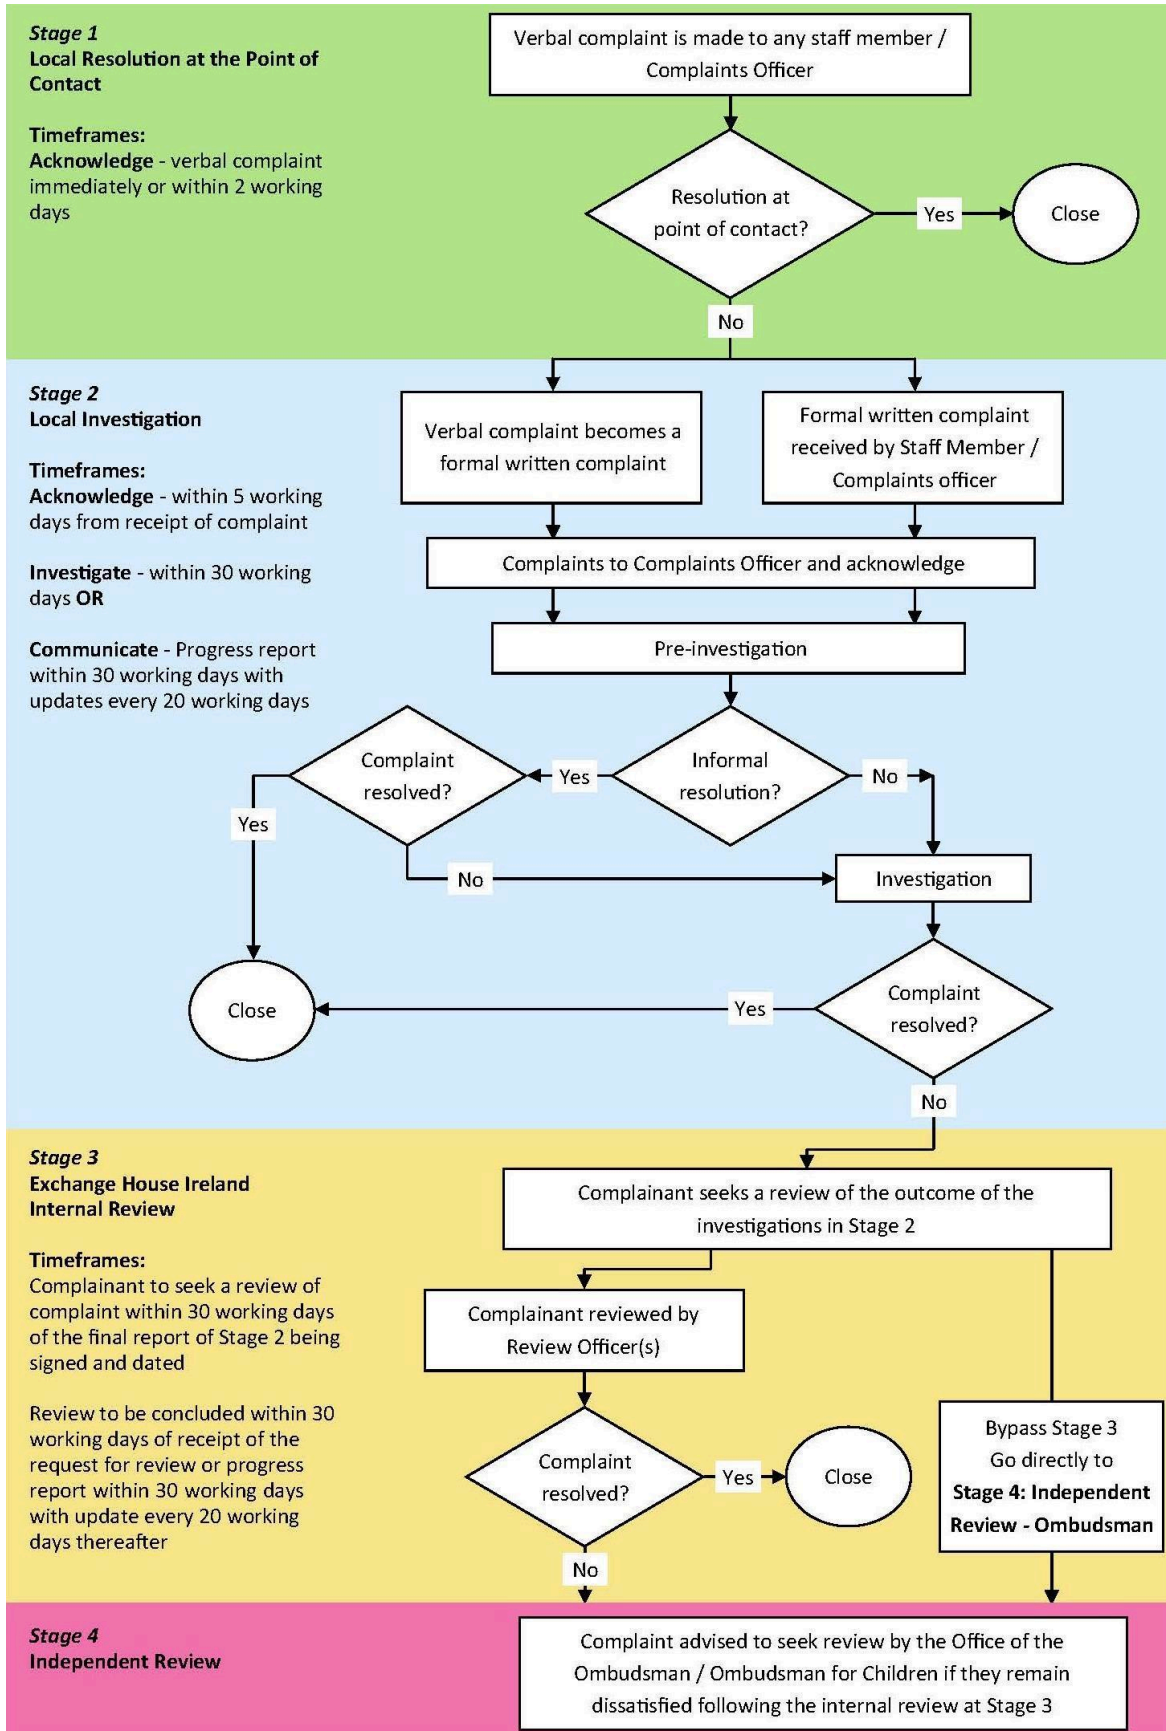 Stage 1
Local Resolution at the Point of
Contact
Timeframes:
Acknowledge - verbal complaint
immediately or within 2 working
days
Verbal complaint is made to any staff member /
Complaints Officer
Resolution at
point of contact?
Yes
Close
No
Stage 2
Local Investigation
Timeframes:
Acknowledge - within 5 working
days from receipt of complaint
Investigate - within 30 working
days OR
Communicate - Progress report
within 30 working days with
updates every 20 working days
Verbal complaint becomes a
formal written complaint
Formal written complaint
received by Staff Member /
Complaints officer
Complaints to Complaints Officer and acknowledge
Pre-investigation
Informal
resolution?
Yes
No
Complaint
resolved?
Yes
No
Investigation
Complaint
resolved?
Yes
Close
No
Stage 3
Exchange House Ireland
Internal Review
Timeframes:
Complainant to seek a review of
complaint within 30 working days
of the final report of Stage 2 being
signed and dated
Review to be concluded within 30
working days of receipt of the
request for review or progress
report within 30 working days
with update every 20 working
days thereafter
Complainant seeks a review of the outcome of the
investigations in Stage 2
Complainant reviewed by
Review Officer(s)
Complaint
resolved?
Yes
Close
No
Bypass Stage 3
Go directly to
Stage 4: Independent
Review - Ombudsman
Stage 4
Independent Review
Complaint advised to seek review by the Office of the
Ombudsman / Ombudsman for Children if they remain
dissatisfied following the internal review at Stage 3